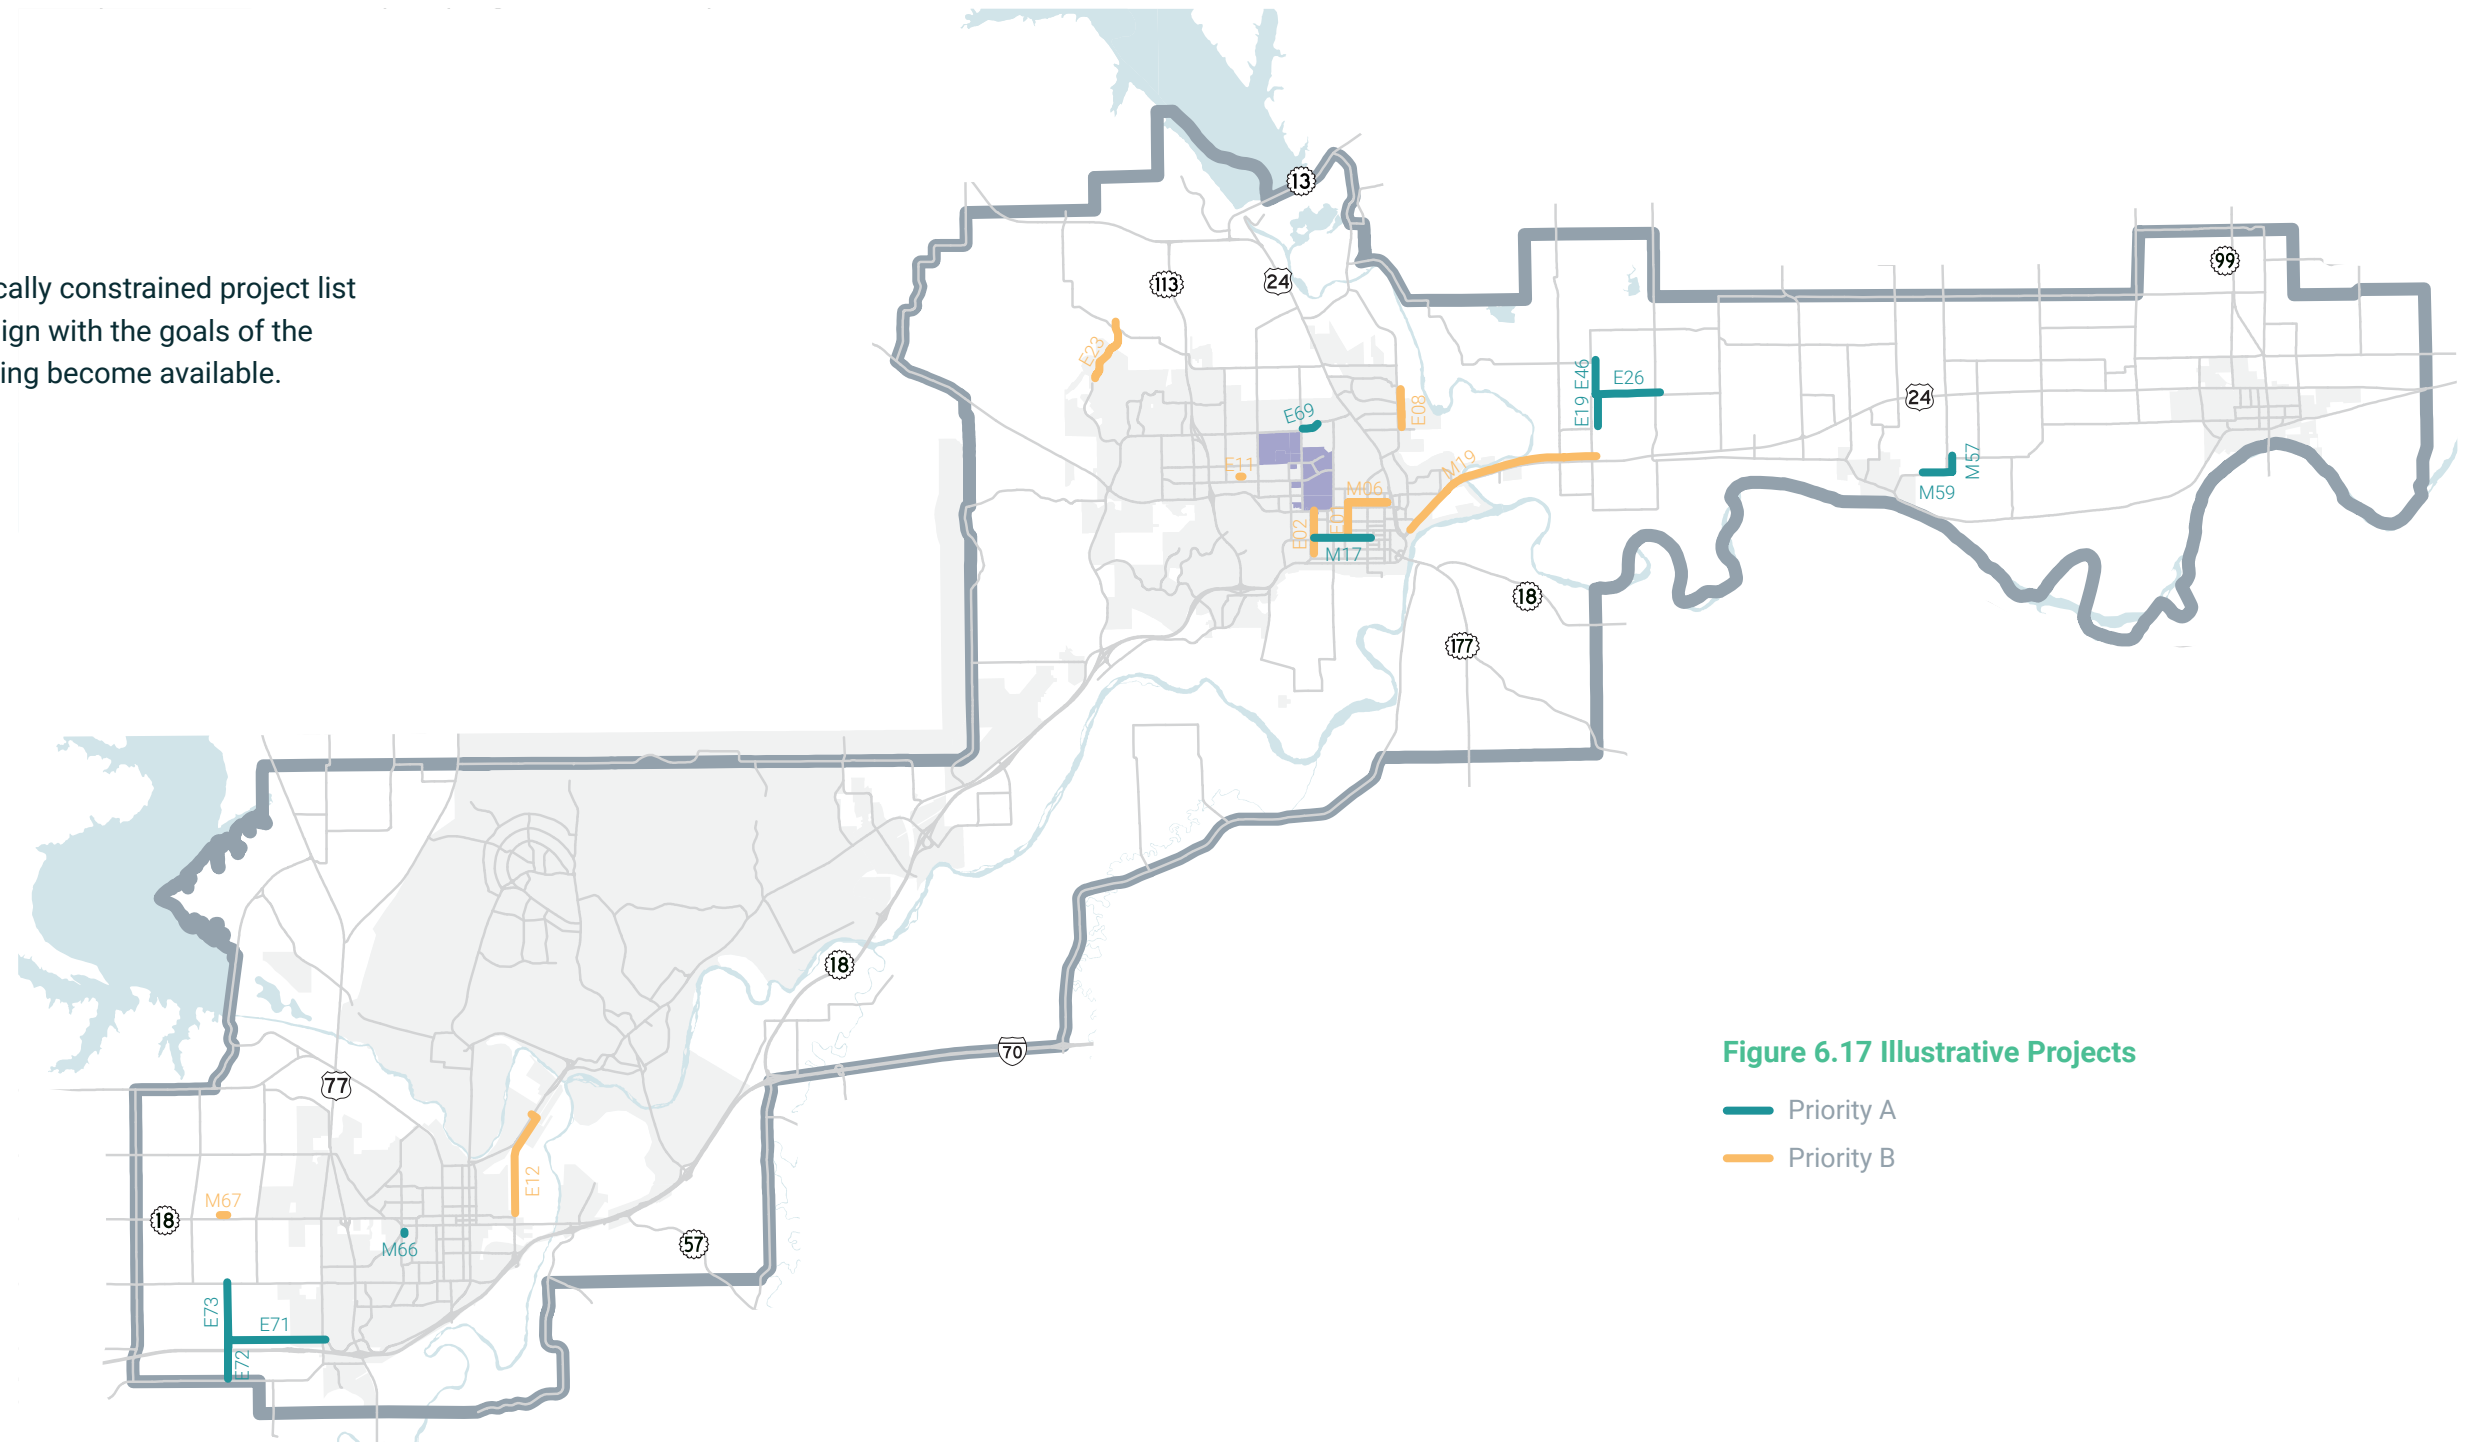 cally constrained project list
ign with the goals of the
ing become available.
13
99
113
24
E23
E46
E26
E19
E08
24
E69
E11
M19
M57
M59
M06
E01
E02
M17
18
177
18
70
77
E12
M67
18
M66
57
E73
E71
E72
Figure 6.17 Illustrative Projects
Priority A
Priority B